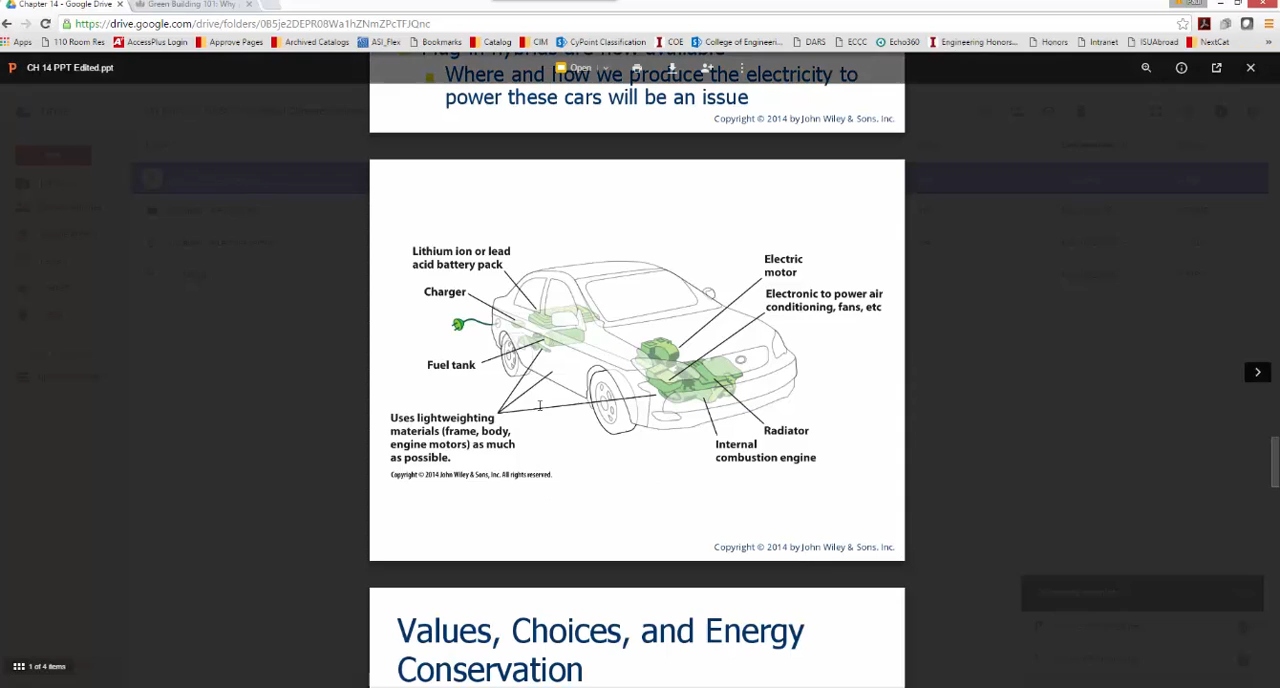 Chapter 14 - Google Drive
Green Building 101: Why
https://drive.google.com/drive/folders/0B5je2DEPR08Wa1hZNmZPcTFJQnc
Apps
110 Room Res
AccessPlus Login
Approve Pages
Archived Catalogs
ASI_Flex
Bookmarks
Catalog
CIM
CyPoint Classification
COE
College of Engineeri...
DARS
ECCC
Echo360
Engineering Honors...
Honors
Intranet
ISUAbroad
NextCat
»
CH 14 PPT Edited.ppt
Open
Where and how we produce the electricity to
power these cars will be an issue
Copyright © 2014 by John Wiley & Sons, Inc.
Lithium ion or lead
acid battery pack
Charger
Fuel tank
Uses lightweighting
materials (frame, body,
engine motors) as much
as possible.
Electric
motor
Electronic to power air
conditioning, fans, etc
Radiator
Internal
combustion engine
Copyright © 2014 John Wiley & Sons, Inc. All rights reserved.
Copyright © 2014 by John Wiley & Sons, Inc.
Values, Choices, and Energy
Conservation
1 of 4 items